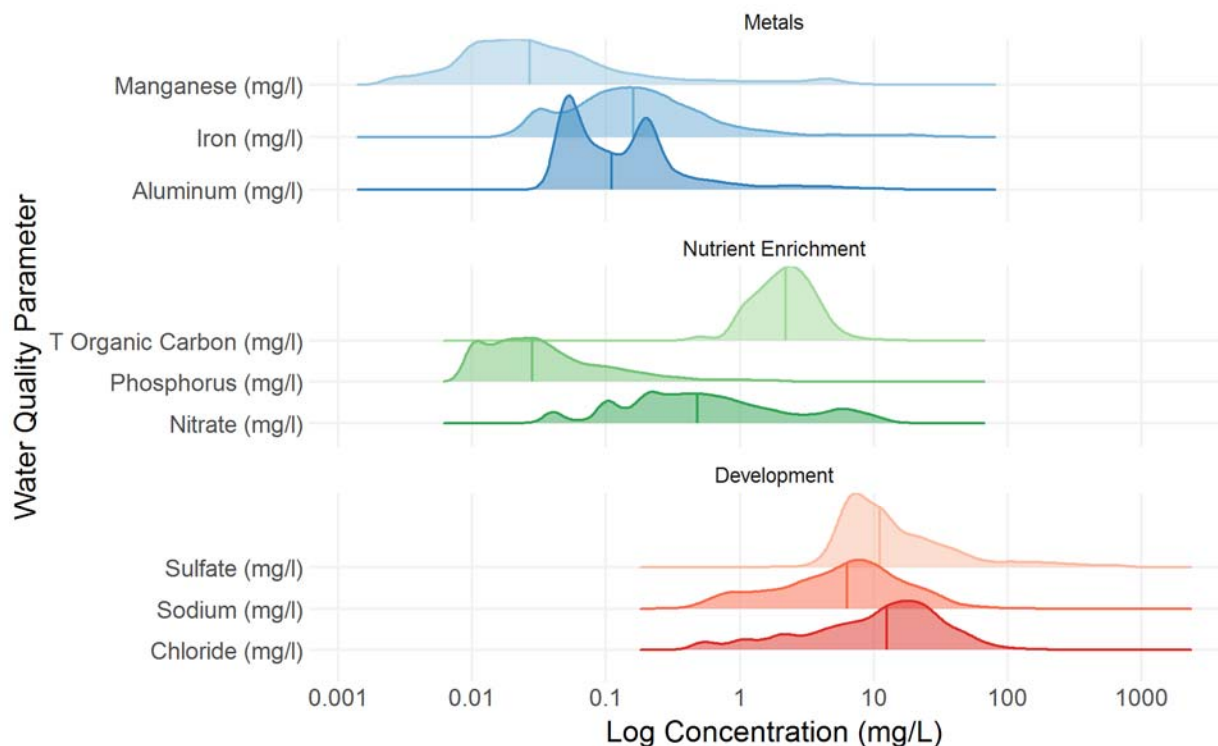 Metals
Manganese (mg/l)
Iron (mg/l)
Aluminum (mg/l)
Nutrient Enrichment
T Organic Carbon (mg/l)
Phosphorus (mg/l)
Nitrate (mg/l)
Development
Sulfate (mg/l)
Sodium (mg/l)
Chloride (mg/l)
Water Quality Parameter
0.001 0.01 0.1 1 10 100 1000
Log Concentration (mg/L)